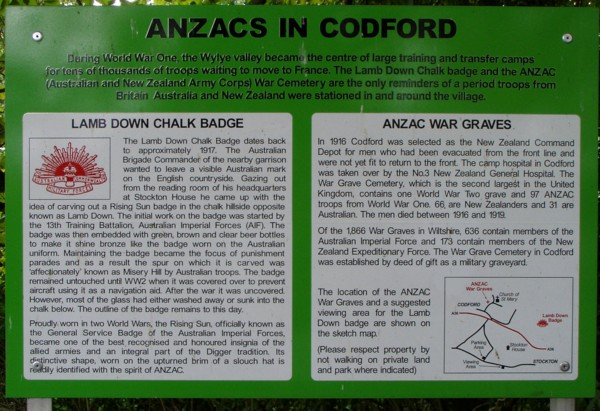 ANZACS IN CODFORD
During World War One, the Wylye valley became the centre of large training and transfer camps
for tens of thousands of troops waiting to move to France. The Lamb Down Chalk badge and the ANZAC
(Australian and New Zealand Army Corps) War Cemetery are the only reminders of a period troops from
Britain Australia and New Zealand were stationed in and around the village.
LAMB DOWN CHALK BADGE
The Lamb Down Chalk Badge dates back
to approximately 1917. The Australian
Brigade Commander of the nearby garrison
wanted to leave a visible Australian mark
on the English countryside. Gazing out
from the reading room of his headquarters
at Stockton House he came up with the
idea of carving out a Rising Sun badge in the chalk hillside opposite
known as Lamb Down. The initial work on the badge was started by
the 13th Training Battalion, Australian Imperial Forces (AIF). The
badge was then embedded with green, brown and clear beer bottles
to make it shine bronze like the badge worn on the Australian
uniform. Maintaining the badge became the focus of punishment
parades and as a result the spur on which it is carved was
'affectionately' known as Misery Hill by Australian troops. The badge
remained untouched until WW2 when it was covered over to prevent
aircraft using it as a navigation aid. After the war it was uncovered.
However, most of the glass had either washed away or sunk into the
chalk below. The outline of the badge remains to this day.
Proudly worn in two World Wars, the Rising Sun, officially known as
the General Service Badge of the Australian Imperial Forces,
became one of the best recognised and honoured insignia of the
allied armies and an integral part of the Digger tradition. Its
distinctive shape, worn on the upturned brim of a slouch hat is
readily identified with the spirit of ANZAC.
ANZAC WAR GRAVES
In 1916 Codford was selected as the New Zealand Command
Depot for men who had been evacuated from the front line and
were not yet fit to return to the front. The camp hospital in Codford
was taken over by the No.3 New Zealand General Hospital. The
War Grave Cemetery, which is the second largest in the United
Kingdom, contains one World War Two grave and 97 ANZAC
troops from World War One. 66 are New Zealanders and 31 are
Australian. The men died between 1916 and 1919.
Of the 1,866 War Graves in Wiltshire, 636 contain members of the
Australian Imperial Force and 173 contain members of the
New Zealand Expeditionary Force. The War Grave Cemetery in Codford
was established by deed of gift as a military graveyard.
The location of the ANZAC
War Graves and a suggested
viewing area for the Lamb
Down badge are shown on
the sketch map.
(Please respect property by
not walking on private land
and park where indicated)
ANZAC
War Graves
Church of
St Mary
CODFORD
A36
Lamb Down
Badge
A36
Parking
Area
Stockton
House
Viewing
Area
STOCKTON